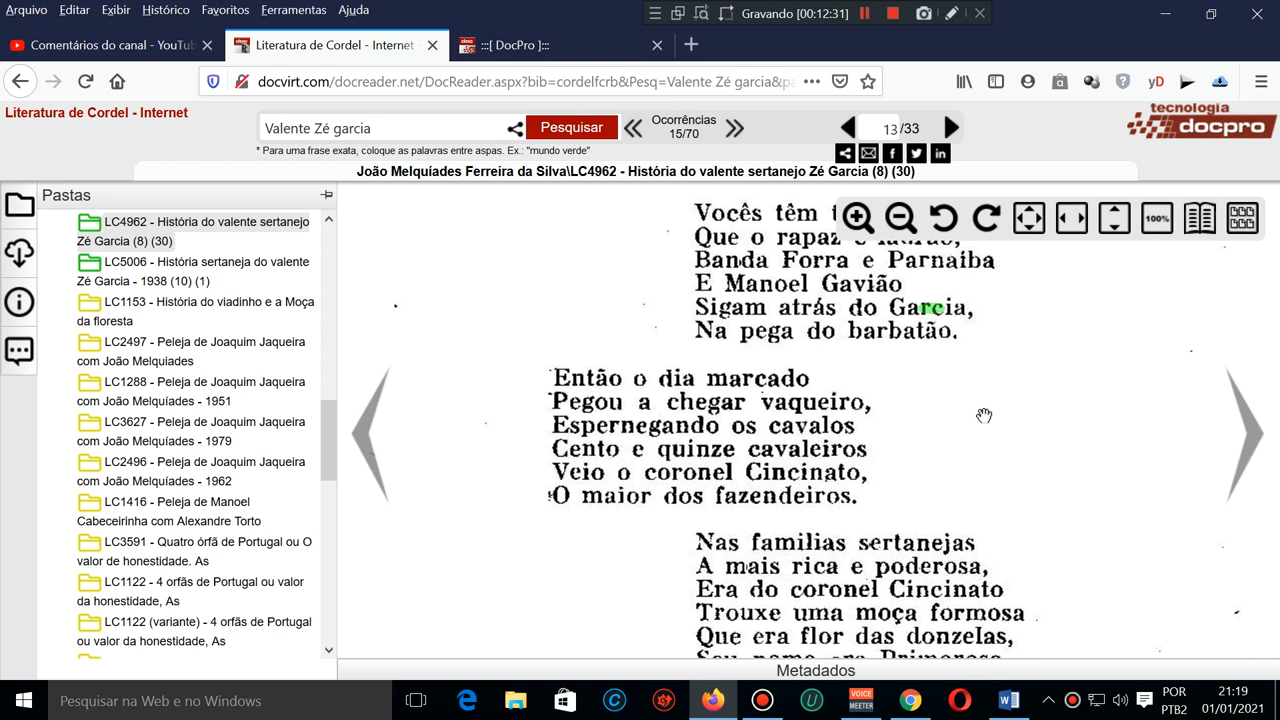 Arquivo Editar Exibir Histórico Favoritos Ferramentas Ajuda
Gravando [00:12:31]
Comentários do canal - YouTu
Literatura de Cordel - Internet -
:::[ DocPro ]:::
docvirt.com/docreader.net/DocReader.aspx?bib=cordelfcrb&Pesq=Valente Zé garcia&pa
yD
Literatura de Cordel - Internet
Valente Zé garcia
Pesquisar
Ocorrências
15/70
13 /33
tecnologia
docpro
* Para uma frase exata, coloque as palavras entre aspas. Ex.: "mundo verde"
João Melquíades Ferreira da Silva\LC4962 - História do valente sertanejo Zé Garcia (8) (30)
Pastas
LC4962 - História do valente sertanejo
Zé Garcia (8) (30)
LC5006 - História sertaneja do valente
Zé Garcia - 1938 (10) (1)
LC1153 - História do viadinho e a Moça
da floresta
LC2497 - Peleja de Joaquim Jaqueira
com João Melquiades
LC1288 - Peleja de Joaquim Jaqueira
com João Melquíades - 1951
LC3627 - Peleja de Joaquim Jaqueira
com João Melquíades - 1979
LC2496 - Peleja de Joaquim Jaqueira
com João Melquíades - 1962
LC1416 - Peleja de Manoel
Cabeceirinha com Alexandre Torto
LC3591 - Quatro órfã de Portugal ou O
valor de honestidade. As
LC1122 - 4 orfãs de Portugal ou valor
da honestidade, As
LC1122 (variante) - 4 orfãs de Portugal
ou valor da honestidade, As
100%
Vocês têm
Que o rapaz é ladrão,
Banda Forra e Parnaiba
E Manoel Gavião
Sigam atrás do Garcia,
Na pega do barbatão.
Então o dia marcado
Pegou a chegar vaqueiro,
Espernegando os cavalos
Cento e quinze cavaleiros
Veio o coronel Cincinato,
O maior dos fazendeiros.
Nas familias sertanejas
A mais rica e poderosa,
Era do coronel Cincinato
Trouxe uma moça formosa
Que era flor das donzelas,
Metadados
Pesquisar na Web e no Windows
VOICE
MEETER
POR
PTB2
21:19
01/01/2021